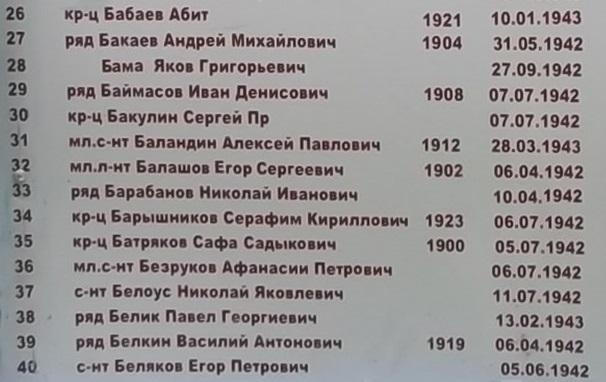 26 кр-ц Бабаев Абит 1921 10.01.1943
27 ряд Бакаев Андрей Михайлович 1904 31.05.1942
28 Бама Яков Григорьевич 27.09.1942
29 ряд Баймасов Иван Денисович 1908 07.07.1942
30 кр-ц Бакулин Сергей Пр 07.07.1942
31 мл.с-нт Баландин Алексей Павлович 1912 28.03.1943
32 мл.л-нт Балашов Егор Сергеевич 1902 06.04.1942
33 ряд Барабанов Николай Иванович 10.04.1942
34 кр-ц Барышников Серафим Кириллович 1923 06.07.1942
35 кр-ц Батряков Сафа Садыкович 1900 05.07.1942
36 мл.с-нт Безруков Афанасии Петрович 06.07.1942
37 с-нт Белоус Николай Яковлевич 11.07.1942
38 ряд Белик Павел Георгиевич 13.02.1943
39 ряд Белкин Василий Антонович 1919 06.04.1942
40 с-нт Беляков Егор Петрович 05.06.1942